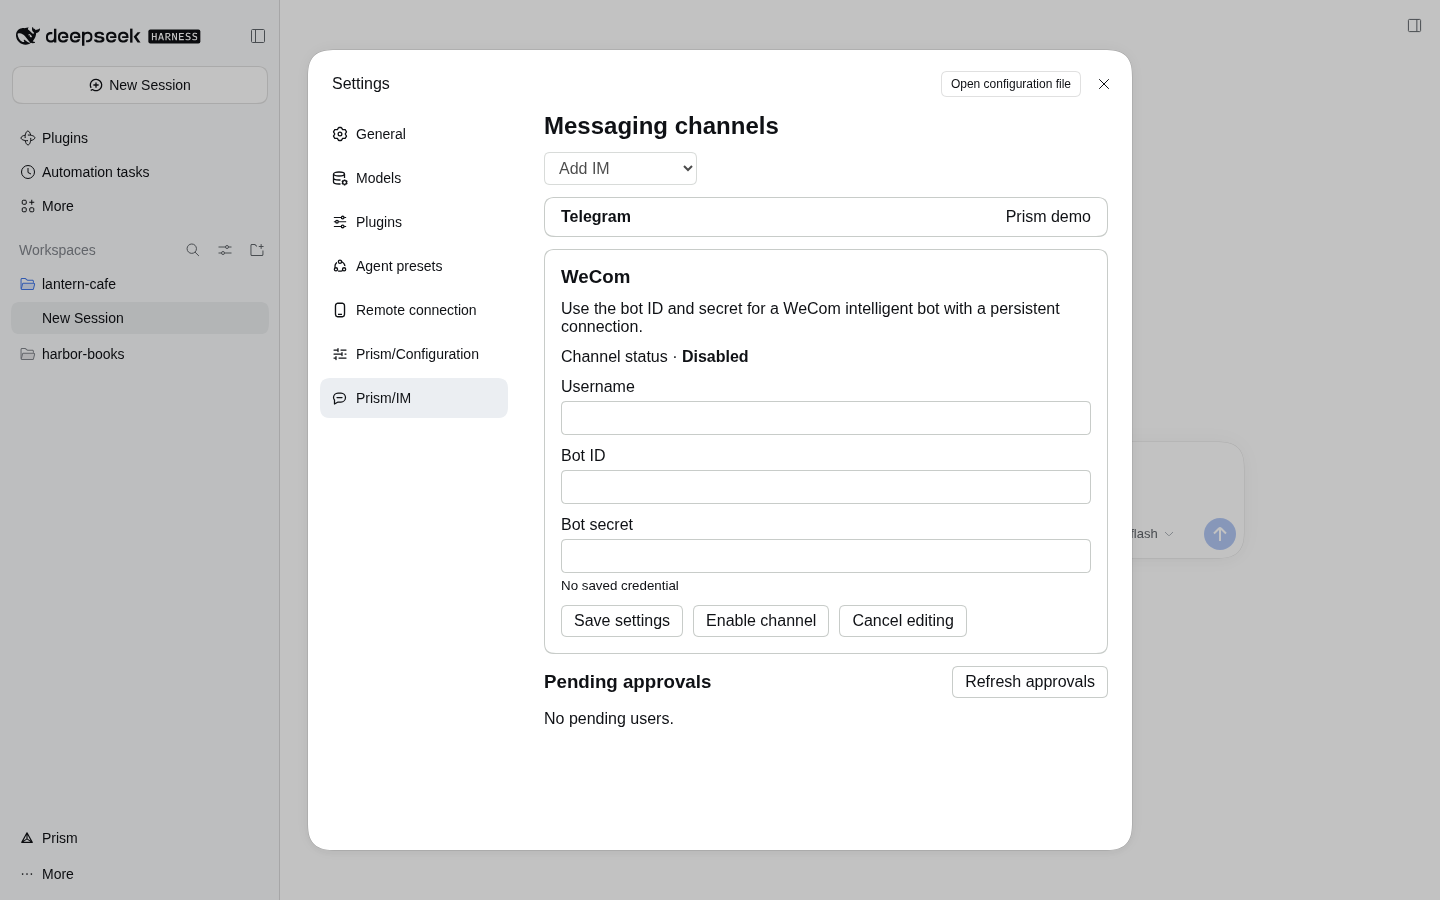 deepseek HARNESS
New Session
Plugins
Automation tasks
More
Workspaces
lantern-cafe
New Session
harbor-books
Prism
More
Settings
Open configuration file
General
Models
Plugins
Agent presets
Remote connection
Prism/Configuration
Prism/IM
Messaging channels
Add IM
Telegram
Prism demo
WeCom
Use the bot ID and secret for a WeCom intelligent bot with a persistent
connection.
Channel status · Disabled
Username
Bot ID
Bot secret
No saved credential
Save settings
Enable channel
Cancel editing
Pending approvals
Refresh approvals
No pending users.
flash